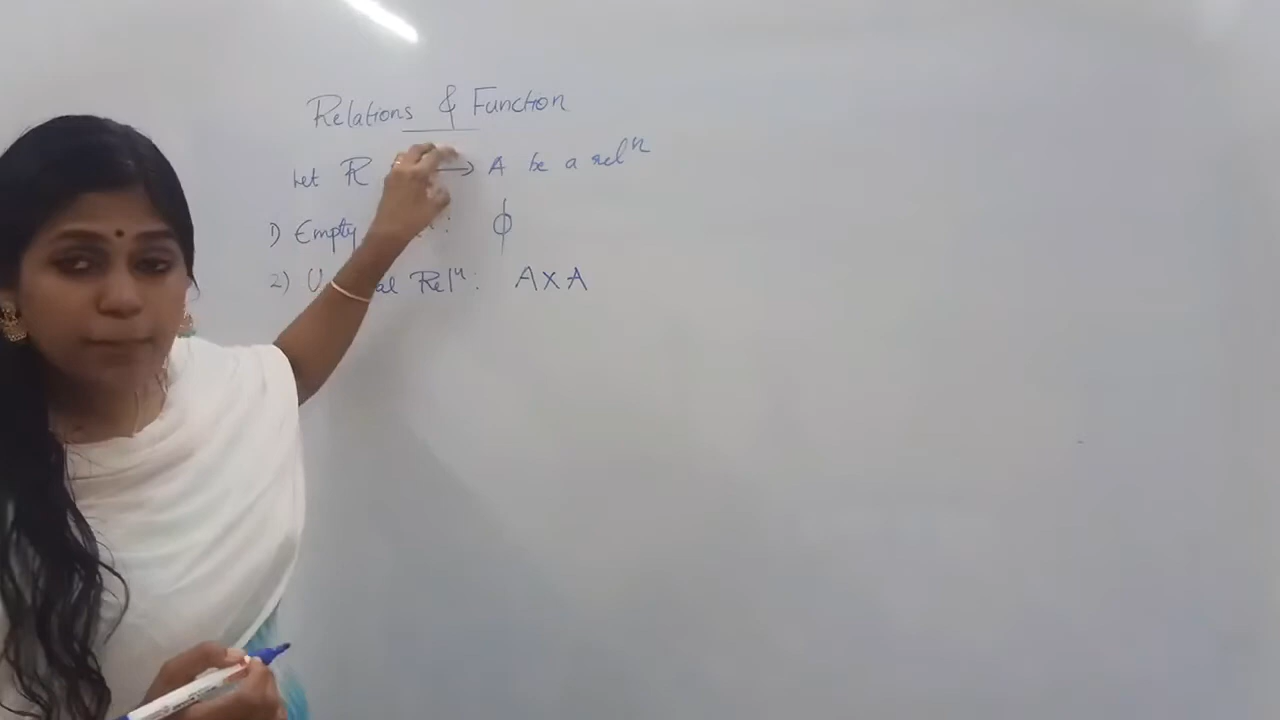 Relations & Function
Let R → A be a relⁿ
1) Empty : ϕ
2) Relⁿ : A X A